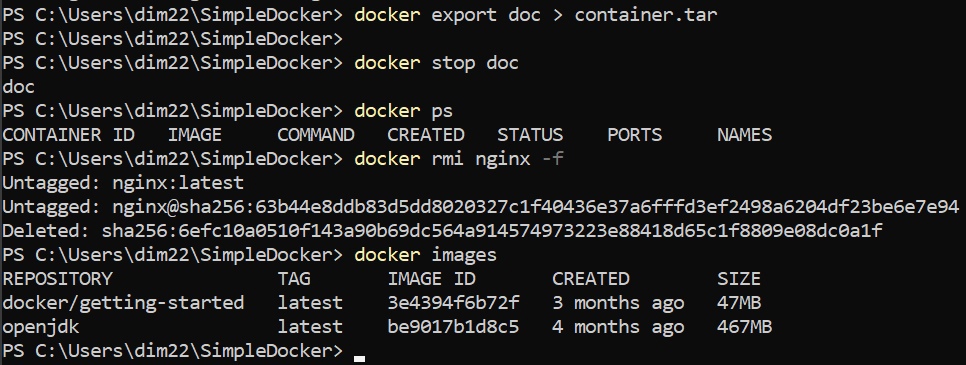 PS C:\Users\dim22\SimpleDocker> docker export doc > container.tar
PS C:\Users\dim22\SimpleDocker>
PS C:\Users\dim22\SimpleDocker> docker stop doc
doc
PS C:\Users\dim22\SimpleDocker> docker ps
CONTAINER ID   IMAGE     COMMAND   CREATED   STATUS    PORTS     NAMES
PS C:\Users\dim22\SimpleDocker> docker rmi nginx -f
Untagged: nginx:latest
Untagged: nginx@sha256:63b44e8ddb83d5dd8020327c1f40436e37a6fffd3ef2498a6204df23be6e7e94
Deleted: sha256:6efc10a0510f143a90b69dc564a914574973223e88418d65c1f8809e08dc0a1f
PS C:\Users\dim22\SimpleDocker> docker images
REPOSITORY               TAG       IMAGE ID       CREATED        SIZE
docker/getting-started   latest    3e4394f6b72f   3 months ago   47MB
openjdk                  latest    be9017b1d8c5   4 months ago   467MB
PS C:\Users\dim22\SimpleDocker>